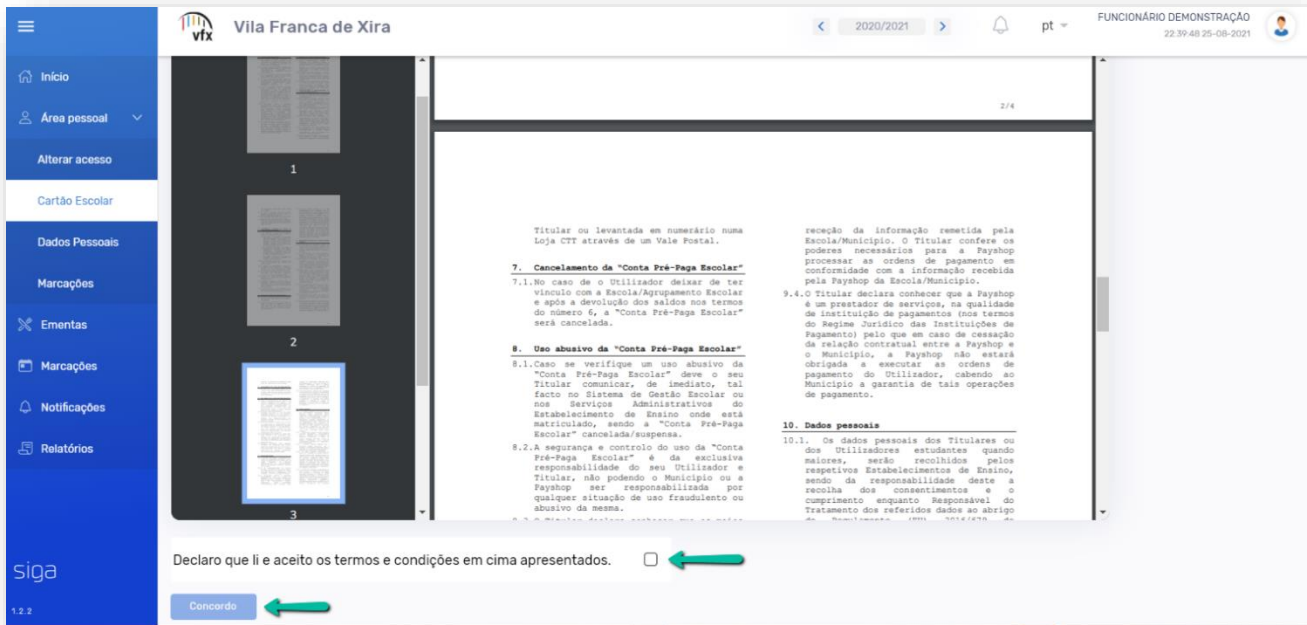 vfx
Vila Franca de Xira
2020/2021
pt
FUNCIONÁRIO DEMONSTRAÇÃO
22:39:48 25-08-2021
Início
Área pessoal
Alterar acesso
Cartão Escolar
Dados Pessoais
Marcações
Ementas
Marcações
Notificações
Relatórios
siga
1.2.2
1
2
3
2/4
Titular ou levantada em numerário numa
Loja CTT através de um Vale Postal.
7. Cancelamento da "Conta Pré-Paga Escolar"
7.1.No caso de o Utilizador deixar de ter
vínculo com a Escola/Agrupamento Escolar
e após a devolução dos saldos nos termos
do número 6, a "Conta Pré-Paga Escolar"
será cancelada.
8. Uso abusivo da "Conta Pré-Paga Escolar"
8.1.Caso se verifique um uso abusivo da
"Conta Pré-Paga Escolar" deve o seu
Titular comunicar, de imediato, tal
facto no Sistema de Gestão Escolar ou
nos Serviços Administrativos do
Estabelecimento de Ensino onde está
matriculado, sendo a "Conta Pré-Paga
Escolar" cancelada/suspensa.
8.2.A segurança e controlo do uso da "Conta
Pré-Paga Escolar" é da exclusiva
responsabilidade do seu Utilizador e
Titular, não podendo o Município ou a
Payshop ser responsabilizada por
qualquer situação de uso fraudulento ou
abusivo da mesma.
receção da informação remetida pela
Escola/Município. O Titular confere os
poderes necessários para a Payshop
processar as ordens de pagamento em
conformidade com a informação recebida
pela Payshop da Escola/Município.
9.4.O Titular declara conhecer que a Payshop
é um prestador de serviços, na qualidade
de instituição de pagamentos (nos termos
do Regime Jurídico das Instituições de
Pagamento) pelo que em caso de cessação
da relação contratual entre a Payshop e
o Município, a Payshop não estará
obrigada a executar as ordens de
pagamento do Utilizador, cabendo ao
Município a garantia de tais operações
de pagamento.
10. Dados pessoais
10.1. Os dados pessoais dos Titulares ou
dos Utilizadores estudantes quando
maiores, serão recolhidos pelos
respetivos Estabelecimentos de Ensino,
sendo da responsabilidade deste a
recolha dos consentimentos e o
cumprimento enquanto Responsável do
Tratamento dos referidos dados ao abrigo
Declaro que li e aceito os termos e condições em cima apresentados.
Concordo